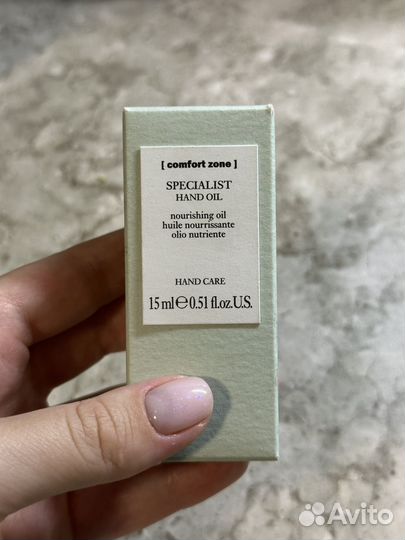 [ comfort zone ]
SPECIALIST
HAND OIL
nourishing oil
huile nourrissante
olio nutriente
HAND CARE
15 ml ℮ 0.51 fl.oz.U.S.
Avito